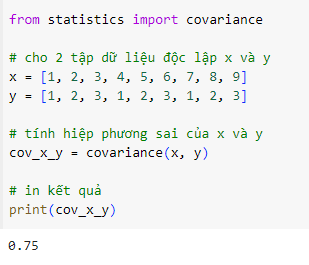 from statistics import covariance
# cho 2 tập dữ liệu độc lập x và y
x = [1, 2, 3, 4, 5, 6, 7, 8, 9]
y = [1, 2, 3, 1, 2, 3, 1, 2, 3]
# tính hiệp phương sai của x và y
cov_x_y = covariance(x, y)
# in kết quả
print(cov_x_y)
0.75